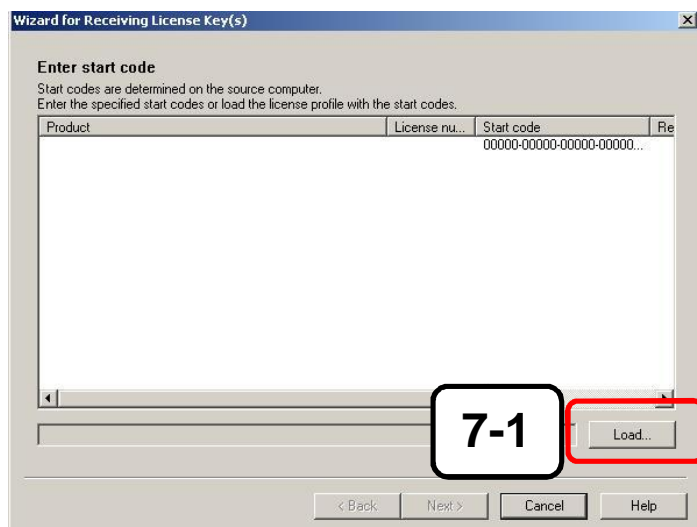 Wizard for Receiving License Key(s)
Enter start code
Start codes are determined on the source computer.
Enter the specified start codes or load the license profile with the start codes.
Product License nu... Start code Re
00000-00000-00000-00000...
7-1
Load...
< Back Next > Cancel Help